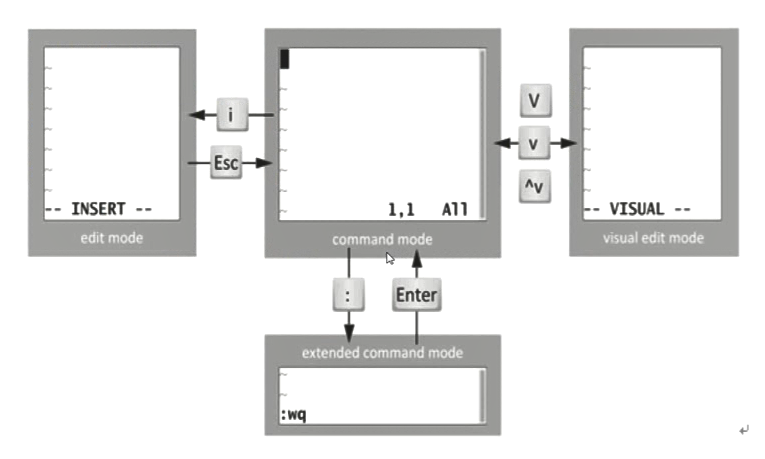 i
Esc
-- INSERT --
edit mode
1,1 All
command mode
V
v
^v
-- VISUAL --
visual edit mode
:
Enter
extended command mode
:wq